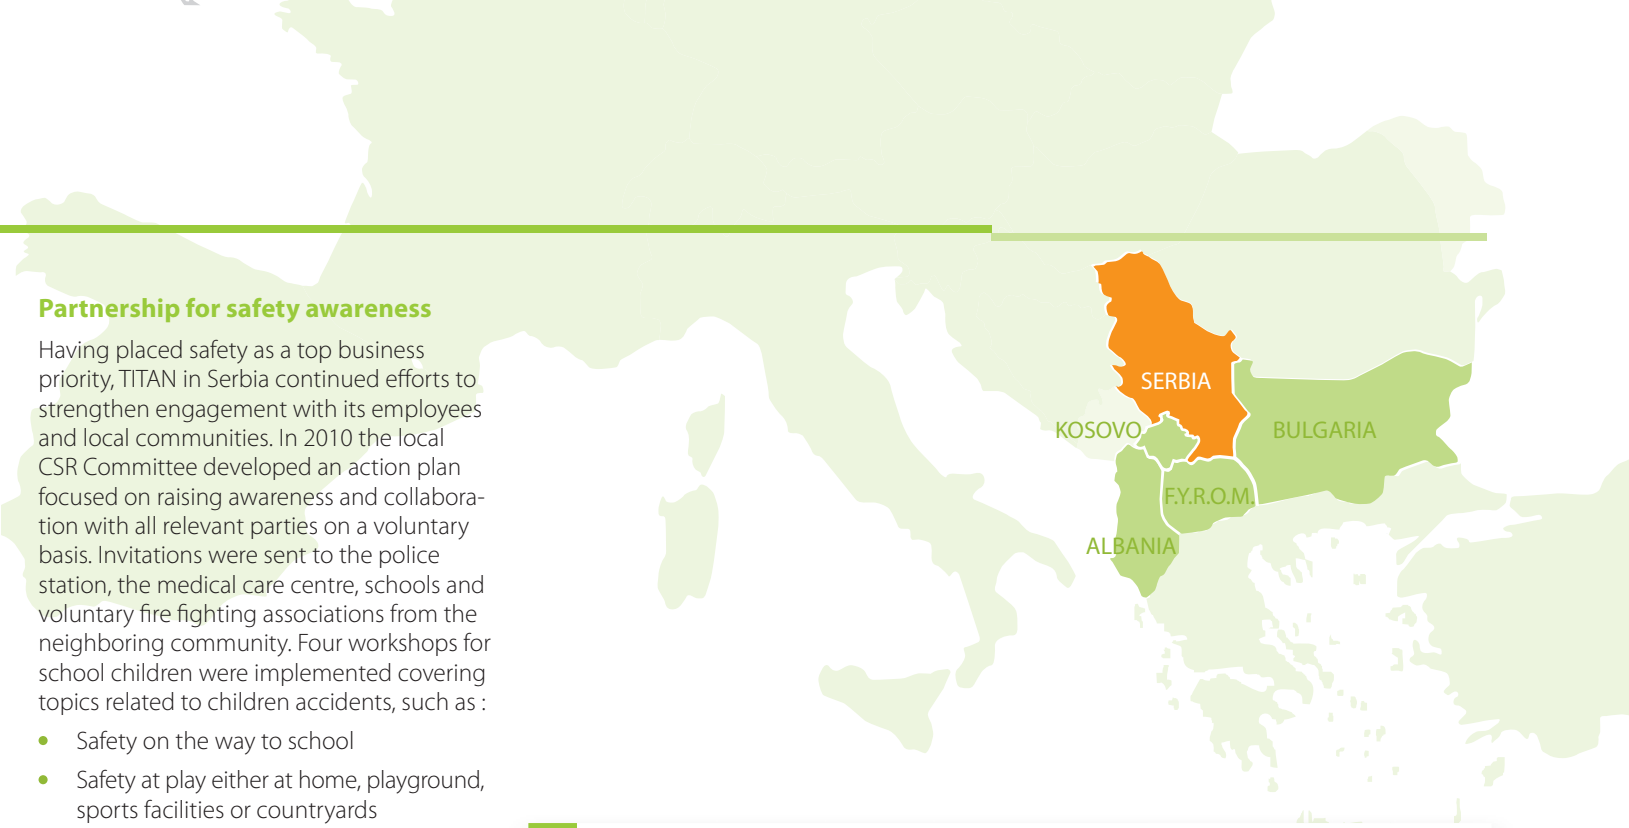 Partnership for safety awareness
Having placed safety as a top business
priority, TITAN in Serbia continued efforts to
strengthen engagement with its employees
and local communities. In 2010 the local
CSR Committee developed an action plan
focused on raising awareness and collabora-
tion with all relevant parties on a voluntary
basis. Invitations were sent to the police
station, the medical care centre, schools and
voluntary fire fighting associations from the
neighboring community. Four workshops for
school children were implemented covering
topics related to children accidents, such as :
• Safety on the way to school
• Safety at play either at home, playground,
sports facilities or countryards
SERBIA
KOSOVO
BULGARIA
F.Y.R.O.M.
ALBANIA